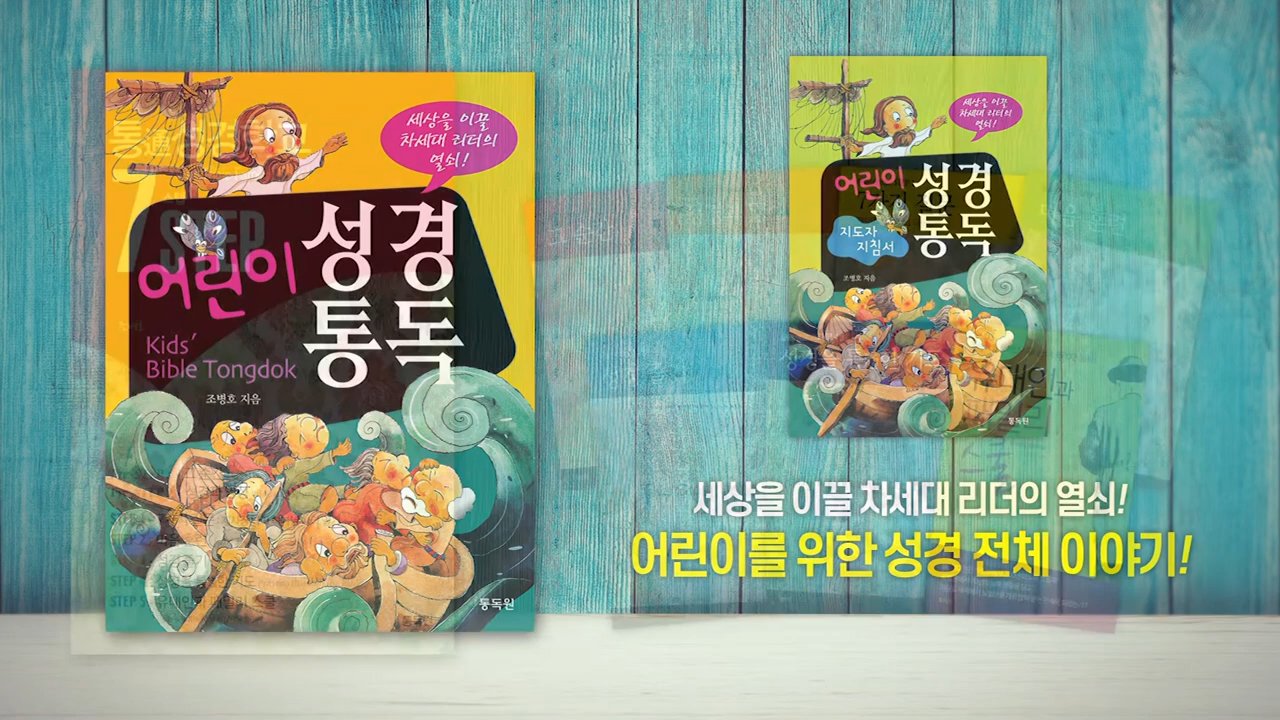 세상을 이끌
차세대 리더의
열쇠!
어린이
성경
통독
Kids'
Bible Tongdok
조병호 지음
통독원
STEP
세상을 이끌
차세대 리더의
열쇠!
어린이
성경
통독
지도자
지침서
조병호 지음
통독원
세상을 이끌 차세대 리더의 열쇠!
어린이를 위한 성경 전체 이야기!